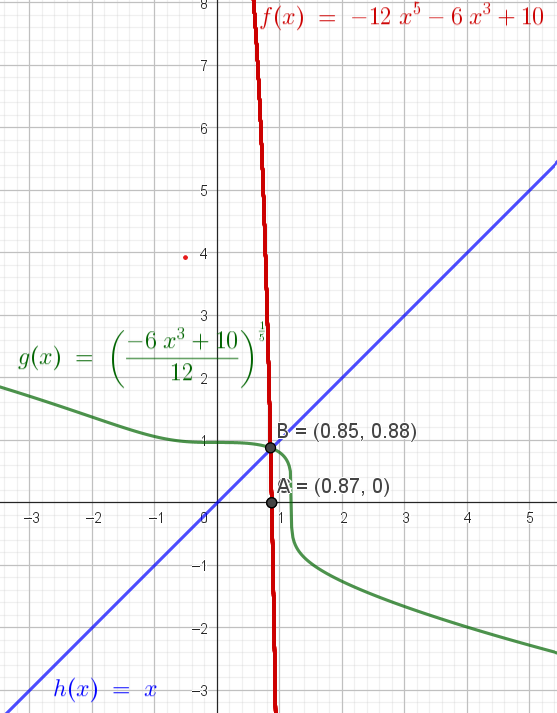 8
f(x) = −12 x⁵ − 6 x³ + 10
7
6
5
4
3
g(x) = ((−6 x³ + 10)/12)^(1/5)
2
1
B = (0.85, 0.88)
A = (0.87, 0)
−3 −2 −1 0 1 2 3 4 5
−1
−2
h(x) = x
−3